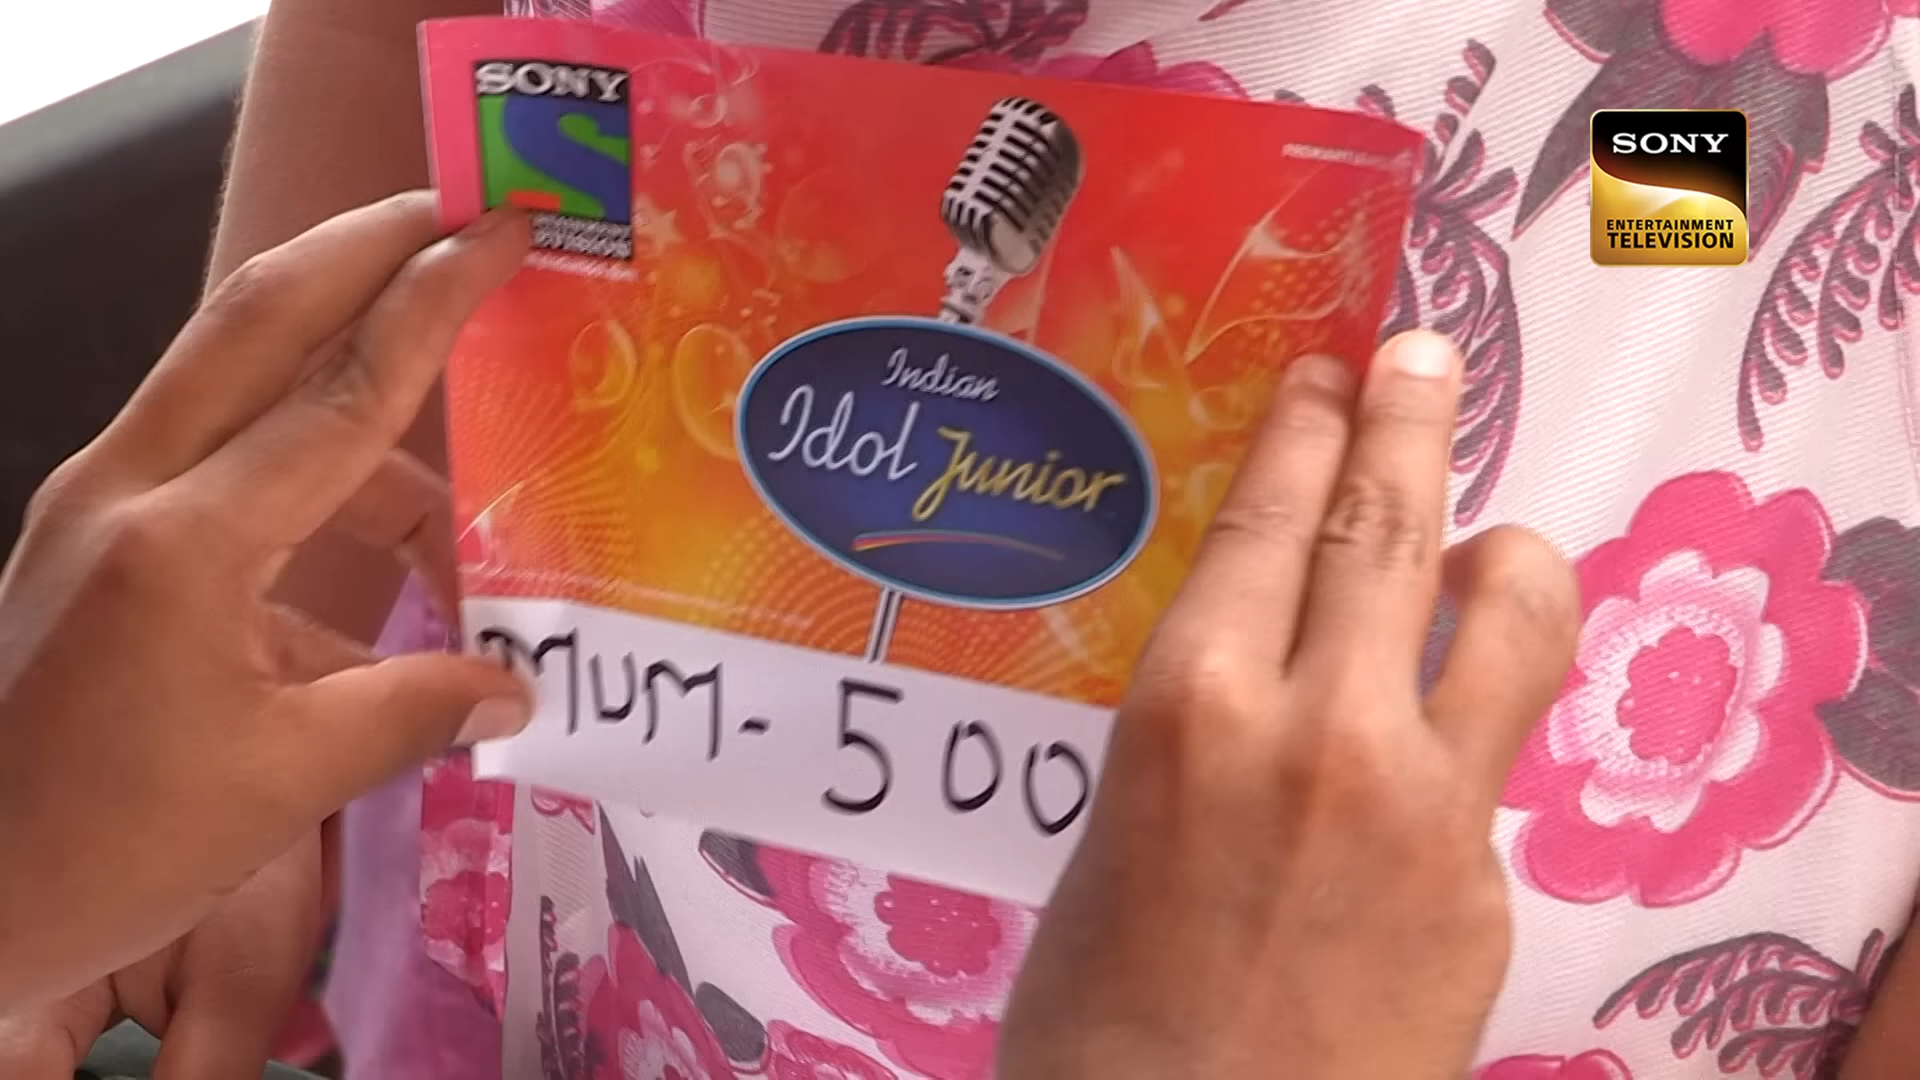 SONY
Indian
Idol Junior
MUM - 500
SONY
ENTERTAINMENT
TELEVISION